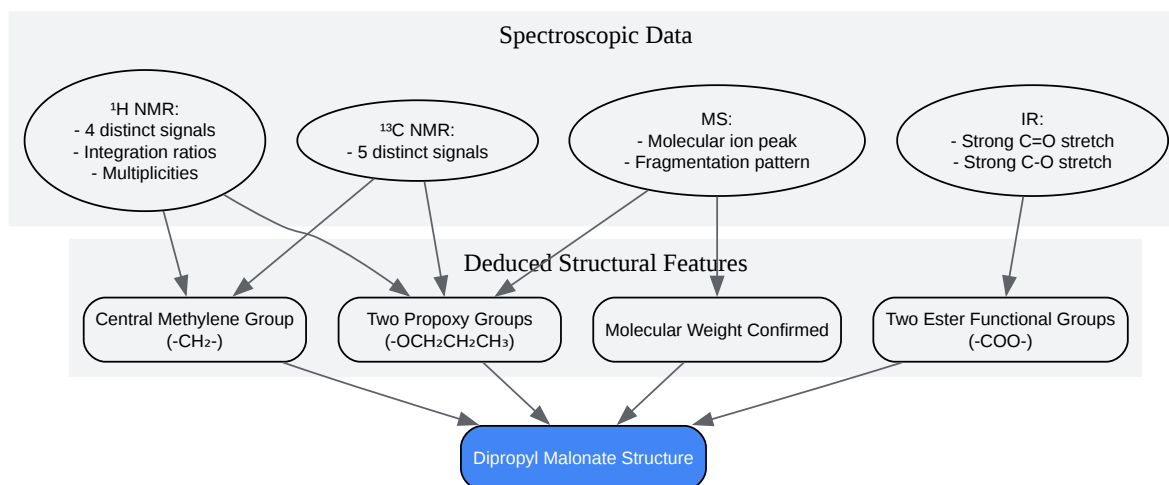 Spectroscopic Data
¹H NMR:
- 4 distinct signals
- Integration ratios
- Multiplicities
¹³C NMR:
- 5 distinct signals
MS:
- Molecular ion peak
- Fragmentation pattern
IR:
- Strong C=O stretch
- Strong C-O stretch
Deduced Structural Features
Central Methylene Group
(-CH₂-)
Two Propoxy Groups
(-OCH₂CH₂CH₃)
Molecular Weight Confirmed
Two Ester Functional Groups
(-COO-)
Dipropyl Malonate Structure